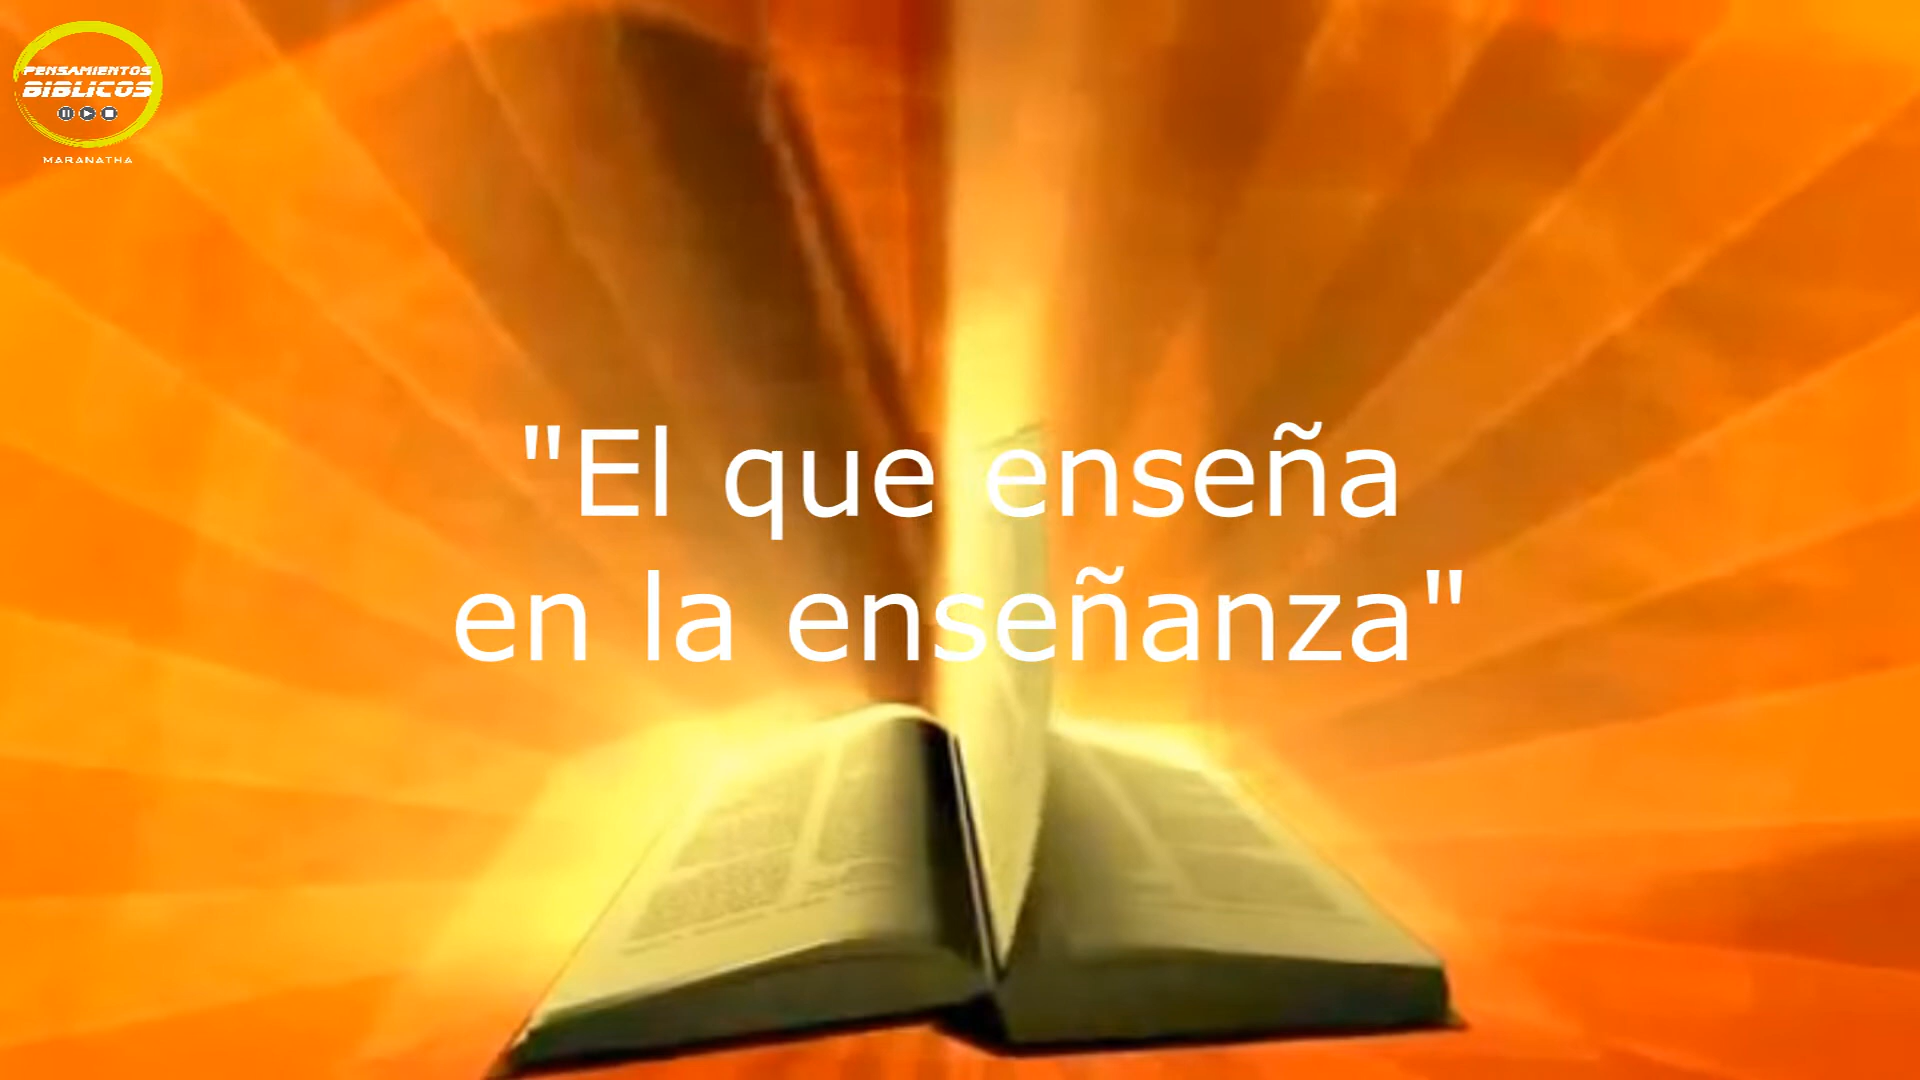 PENSAMIENTOS
BIBLICOS
MARANATHA
"El que enseña
en la enseñanza"